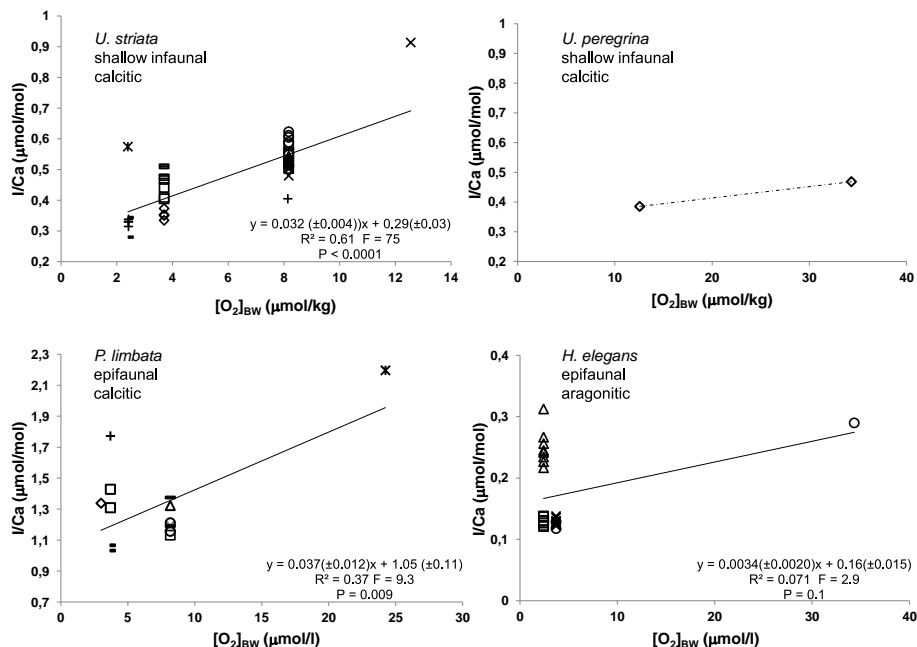 U. striata
shallow infaunal
calcitic
I/Ca (μmol/mol)
1
0,9
0,8
0,7
0,6
0,5
0,4
0,3
0,2
y = 0.032 (±0.004))x + 0.29(±0.03)
R² = 0.61 F = 75
P < 0.0001
0 2 4 6 8 10 12 14
[O₂]BW (μmol/kg)
U. peregrina
shallow infaunal
calcitic
I/Ca (μmol/mol)
1
0,9
0,8
0,7
0,6
0,5
0,4
0,3
0,2
0 10 20 30 40
[O₂]BW (μmol/kg)
P. limbata
epifaunal
calcitic
I/Ca (μmol/mol)
2,3
2,1
1,9
1,7
1,5
1,3
1,1
0,9
0,7
y = 0.037(±0.012)x + 1.05 (±0.11)
R² = 0.37 F = 9.3
P = 0.009
0 5 10 15 20 25 30
[O₂]BW (μmol/l)
H. elegans
epifaunal
aragonitic
I/Ca (μmol/mol)
0,4
0,3
0,2
0,1
0
y = 0.0034(±0.0020)x + 0.16(±0.015)
R² = 0.071 F = 2.9
P = 0.1
0 10 20 30 40
[O₂]BW (μmol/l)